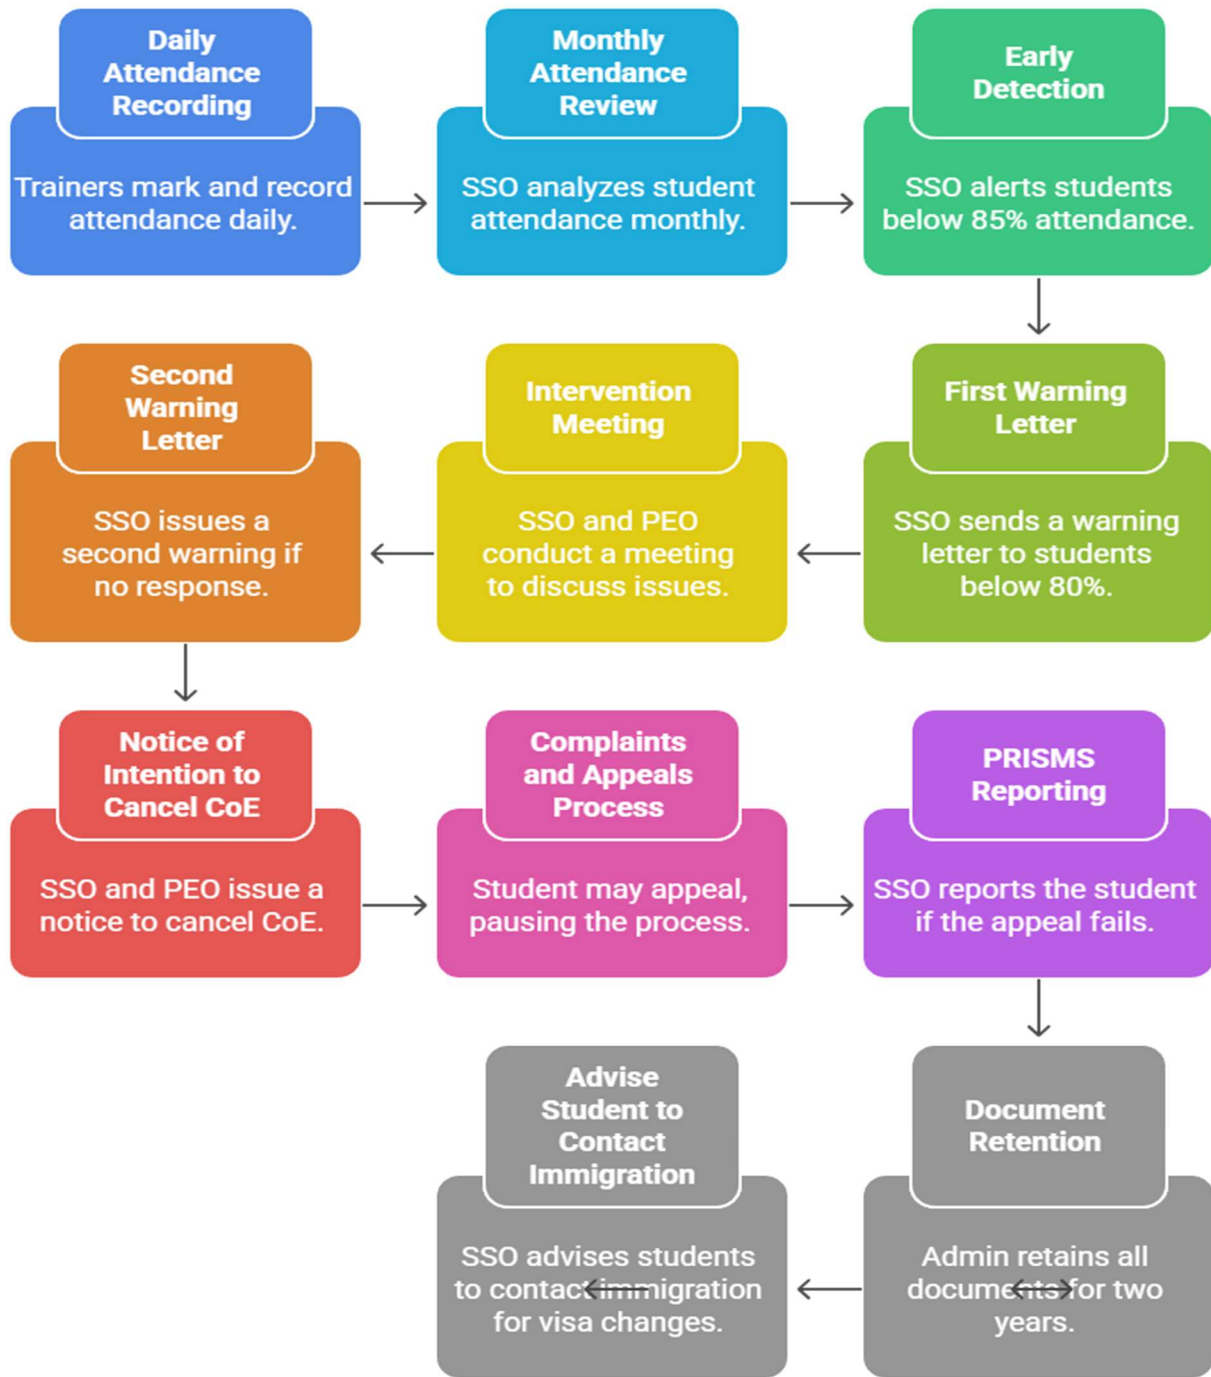 Daily
Attendance
Recording
Trainers mark and record
attendance daily.
Monthly
Attendance
Review
SSO analyzes student
attendance monthly.
Early
Detection
SSO alerts students
below 85% attendance.
First Warning
Letter
SSO sends a warning
letter to students
below 80%.
Intervention
Meeting
SSO and PEO
conduct a meeting
to discuss issues.
Second
Warning
Letter
SSO issues a
second warning if
no response.
Notice of
Intention to
Cancel CoE
SSO and PEO issue a
notice to cancel CoE.
Complaints
and Appeals
Process
Student may appeal,
pausing the process.
PRISMS
Reporting
SSO reports the student
if the appeal fails.
Document
Retention
Admin retains all
documents for two
years.
Advise
Student to
Contact
Immigration
SSO advises students
to contact immigration
for visa changes.